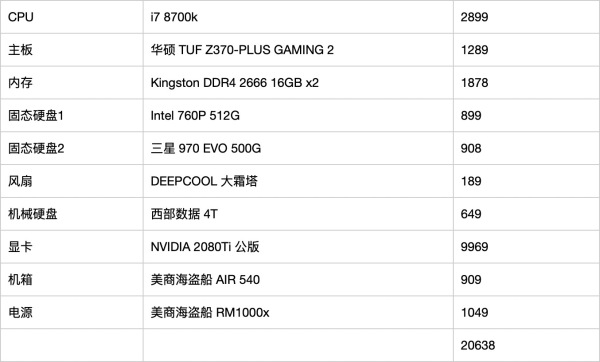 CPU i7 8700k 2899
主板 华硕 TUF Z370-PLUS GAMING 2 1289
内存 Kingston DDR4 2666 16GB x2 1878
固态硬盘1 Intel 760P 512G 899
固态硬盘2 三星 970 EVO 500G 908
风扇 DEEPCOOL 大霜塔 189
机械硬盘 西部数据 4T 649
显卡 NVIDIA 2080Ti 公版 9969
机箱 美商海盗船 AIR 540 909
电源 美商海盗船 RM1000x 1049
20638